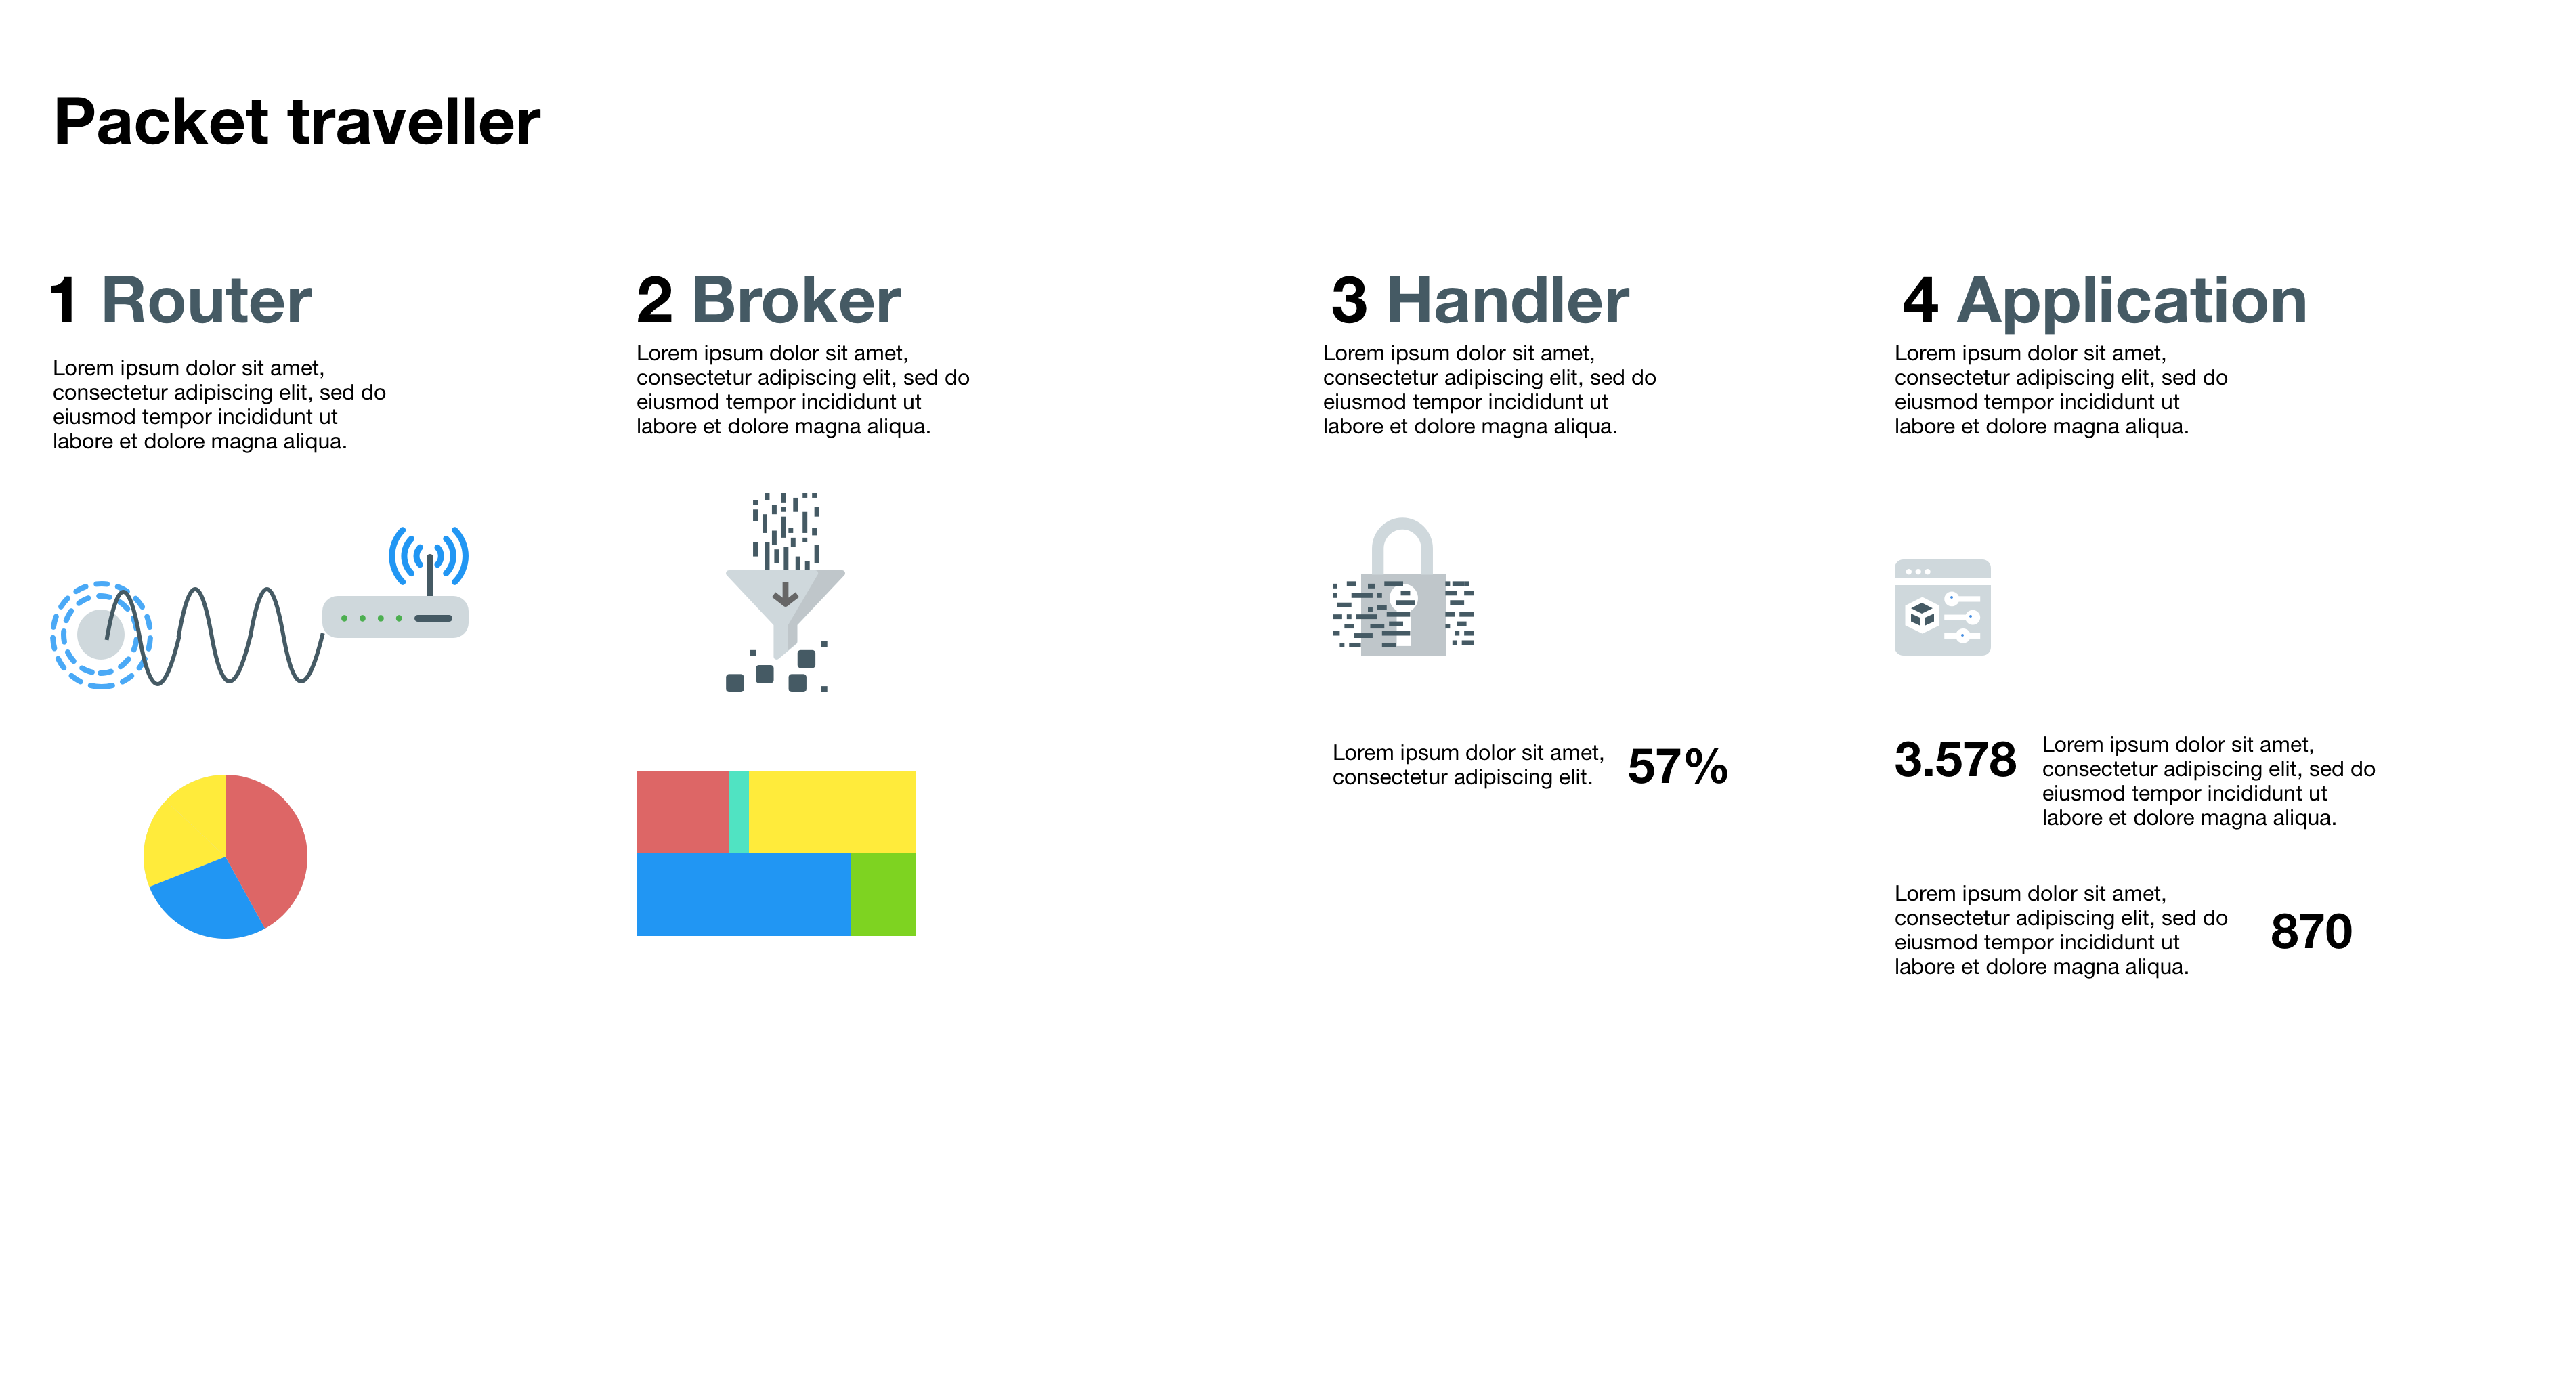 Packet traveller
1 Router
Lorem ipsum dolor sit amet,
consectetur adipiscing elit, sed do
eiusmod tempor incididunt ut
labore et dolore magna aliqua.
2 Broker
Lorem ipsum dolor sit amet,
consectetur adipiscing elit, sed do
eiusmod tempor incididunt ut
labore et dolore magna aliqua.
3 Handler
Lorem ipsum dolor sit amet,
consectetur adipiscing elit, sed do
eiusmod tempor incididunt ut
labore et dolore magna aliqua.
Lorem ipsum dolor sit amet,
consectetur adipiscing elit.
57%
4 Application
Lorem ipsum dolor sit amet,
consectetur adipiscing elit, sed do
eiusmod tempor incididunt ut
labore et dolore magna aliqua.
3.578
Lorem ipsum dolor sit amet,
consectetur adipiscing elit, sed do
eiusmod tempor incididunt ut
labore et dolore magna aliqua.
Lorem ipsum dolor sit amet,
consectetur adipiscing elit, sed do
eiusmod tempor incididunt ut
labore et dolore magna aliqua.
870